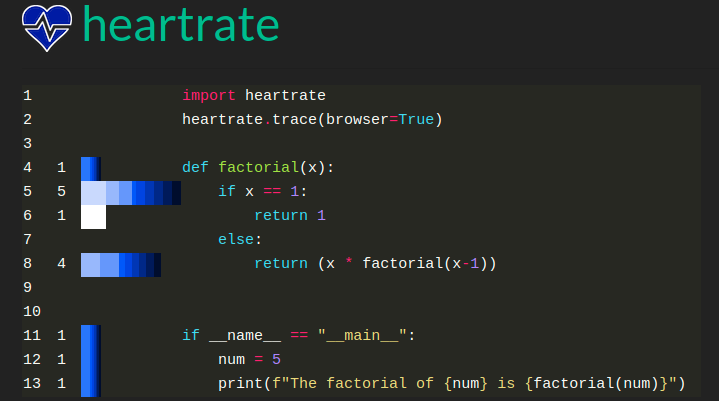 heartrate
1 import heartrate
2 heartrate.trace(browser=True)
3
4 1 def factorial(x):
5 5 if x == 1:
6 1 return 1
7 else:
8 4 return (x * factorial(x-1))
9
10
11 1 if __name__ == "__main__":
12 1 num = 5
13 1 print(f"The factorial of {num} is {factorial(num)}")